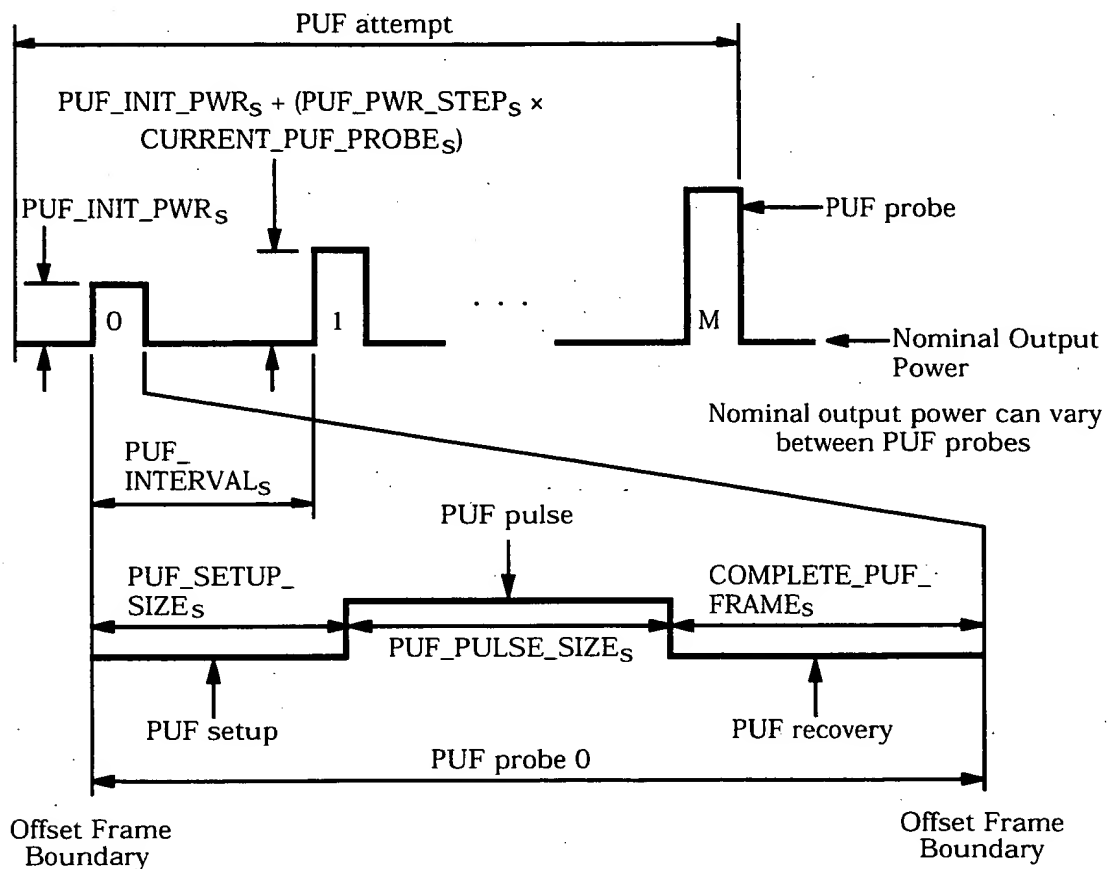 PUF attempt
PUF_INIT_PWRS + (PUF_PWR_STEPS ×
CURRENT_PUF_PROBES)
PUF_INIT_PWRS
PUF probe
0
1
. . .
M
Nominal Output
Power
Nominal output power can vary
between PUF probes
PUF_
INTERVALS
PUF pulse
PUF_SETUP_
SIZES
COMPLETE_PUF_
FRAMES
PUF_PULSE_SIZES
PUF setup
PUF recovery
PUF probe 0
Offset Frame
Boundary
Offset Frame
Boundary